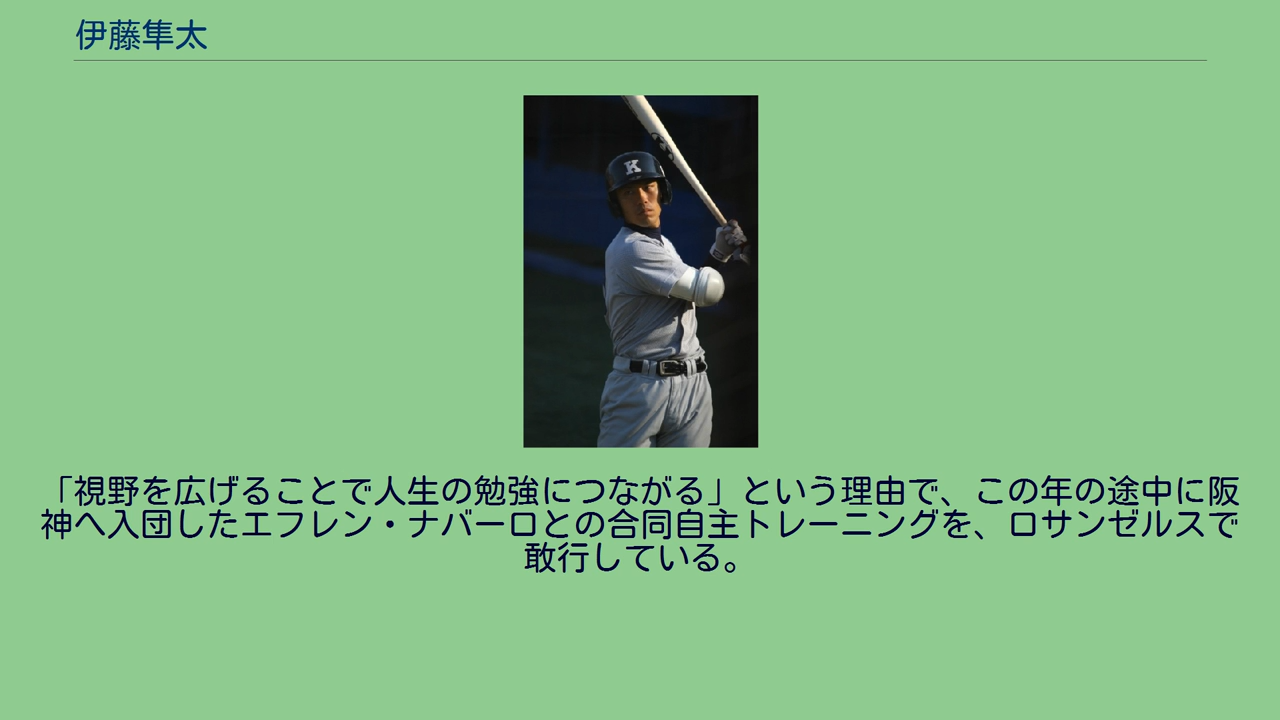 伊藤隼太
K
「視野を広げることで人生の勉強につながる」という理由で、この年の途中に阪
神へ入団したエフレン・ナバーロとの合同自主トレーニングを、ロサンゼルスで
敢行している。